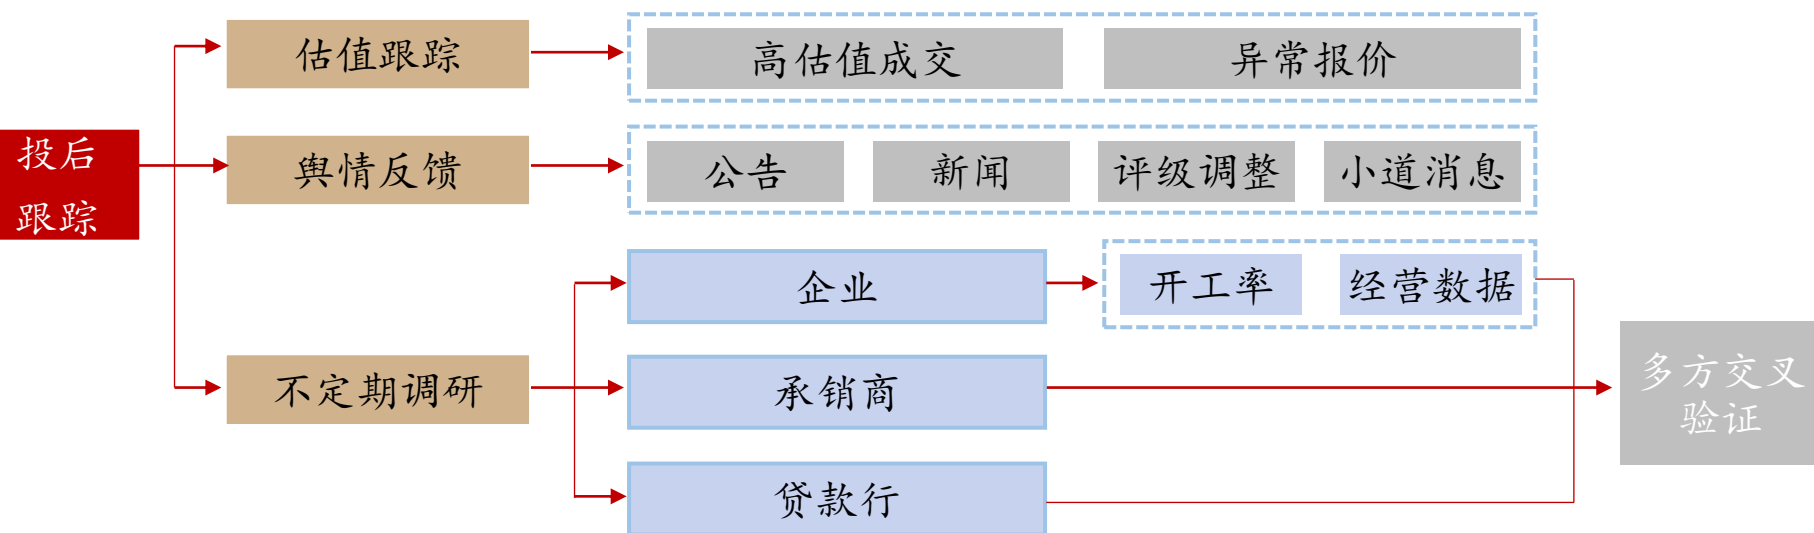 投后
跟踪
估值跟踪
高估值成交
异常报价
舆情反馈
公告
新闻
评级调整
小道消息
不定期调研
企业
开工率
经营数据
承销商
贷款行
多方交叉
验证